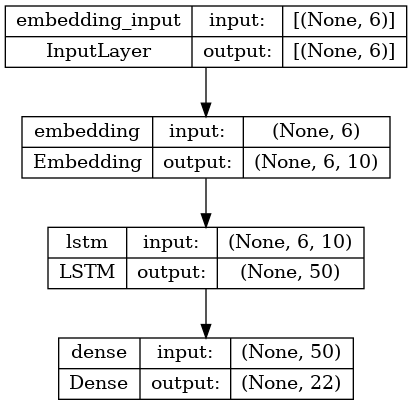 embedding_input input: [(None, 6)]
InputLayer output: [(None, 6)]
embedding input: (None, 6)
Embedding output: (None, 6, 10)
lstm input: (None, 6, 10)
LSTM output: (None, 50)
dense input: (None, 50)
Dense output: (None, 22)